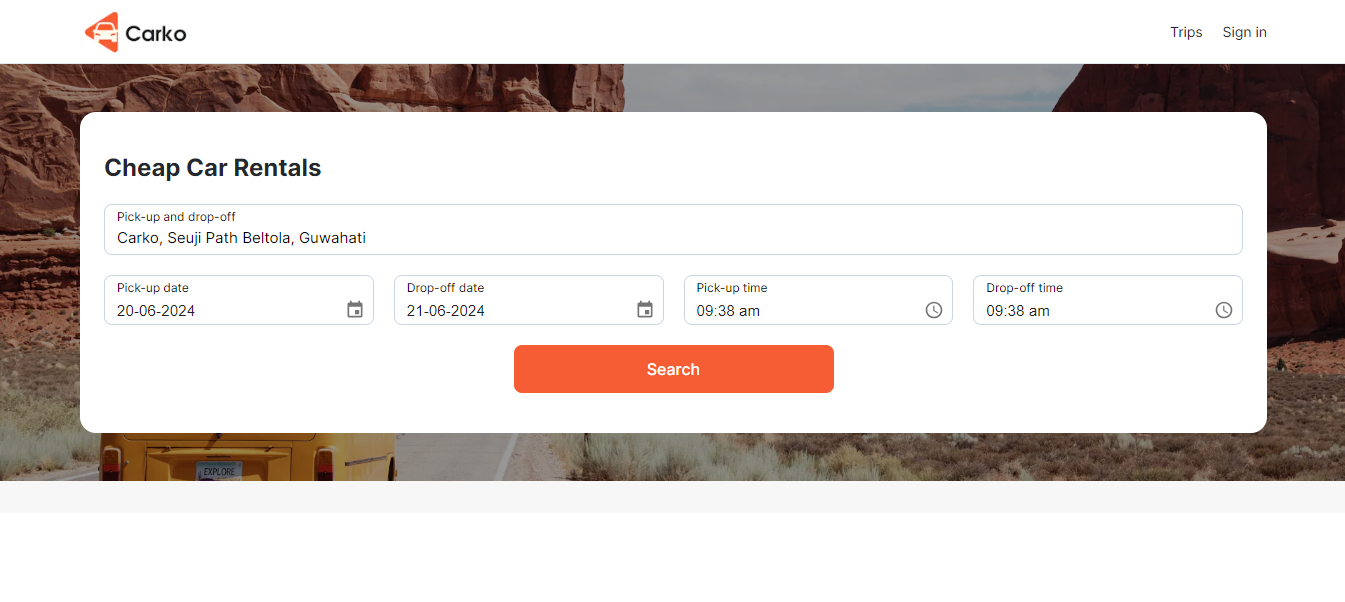 Carko
Trips
Sign in
Cheap Car Rentals
Pick-up and drop-off
Carko, Seuji Path Beltola, Guwahati
Pick-up date
20-06-2024
Drop-off date
21-06-2024
Pick-up time
09:38 am
Drop-off time
09:38 am
Search
EXPLORE